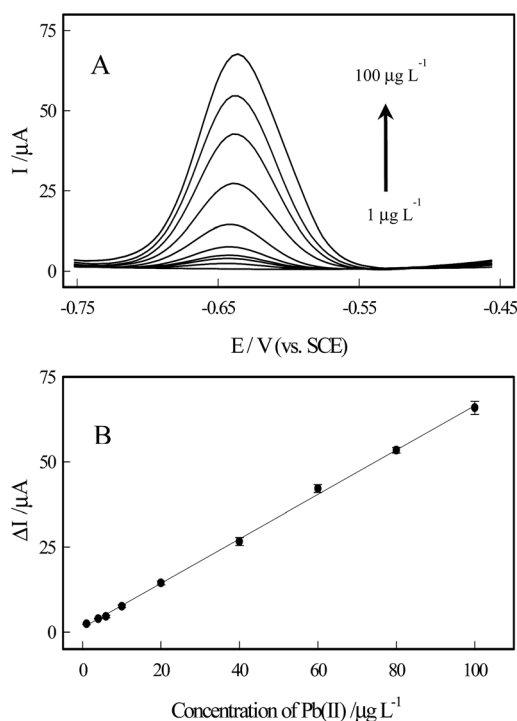 75
A
100 µg L-1
50
I /µA
25
1 µg L-1
0
-0.75 -0.65 -0.55 -0.45
E / V (vs. SCE)
75
B
50
ΔI /µA
25
0
0 20 40 60 80 100
Concentration of Pb(II) /µg L-1